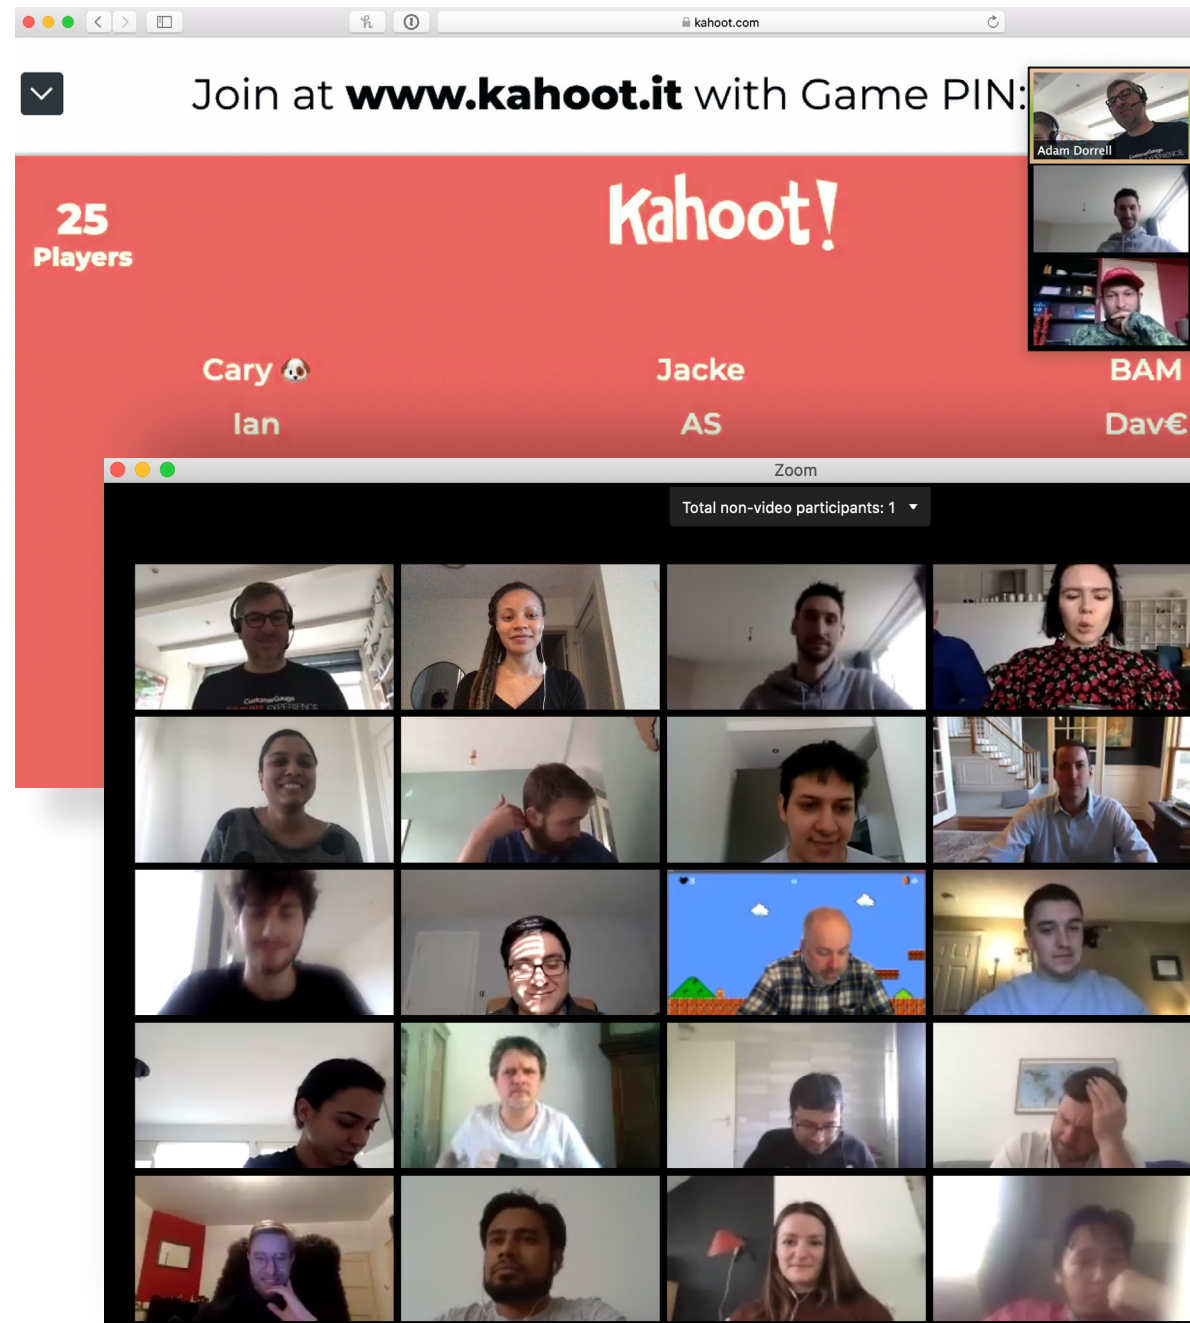 kahoot.com
Join at www.kahoot.it with Game PIN:
Adam Dorrell
25
Players
Kahoot!
Cary 🐶
Jacke
BAM
Ian
AS
Dav€
Zoom
Total non-video participants: 1
CustomerGauge